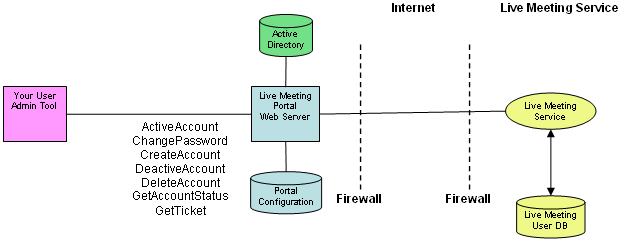 Internet
Live Meeting Service
Active
Directory
Your User
Admin Tool
Live Meeting
Portal
Web Server
Live Meeting
Service
ActiveAccount
ChangePassword
CreateAccount
DeactiveAccount
DeleteAccount
GetAccountStatus
GetTicket
Portal
Configuration
Firewall
Firewall
Live Meeting
User DB